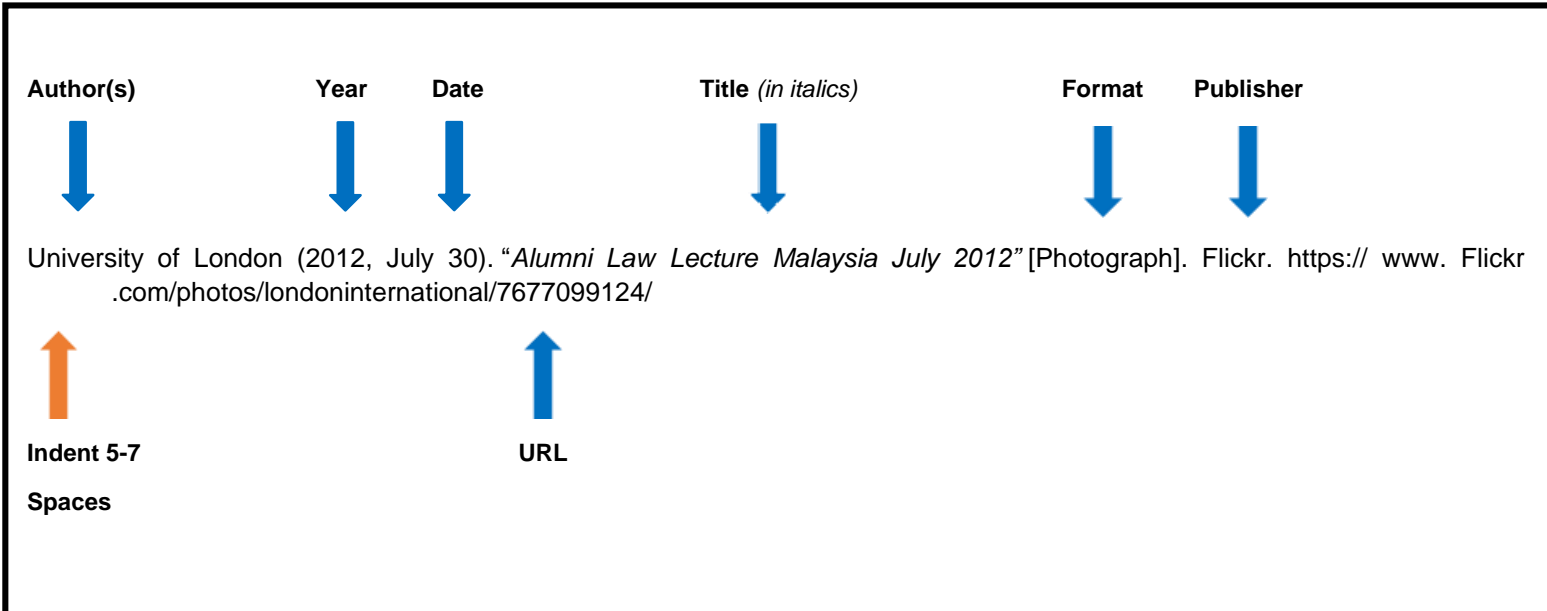 Author(s) Year Date Title (in italics) Format Publisher
University of London (2012, July 30). “Alumni Law Lecture Malaysia July 2012” [Photograph]. Flickr. https:// www. Flickr
.com/photos/londoninternational/7677099124/
Indent 5-7 URL
Spaces